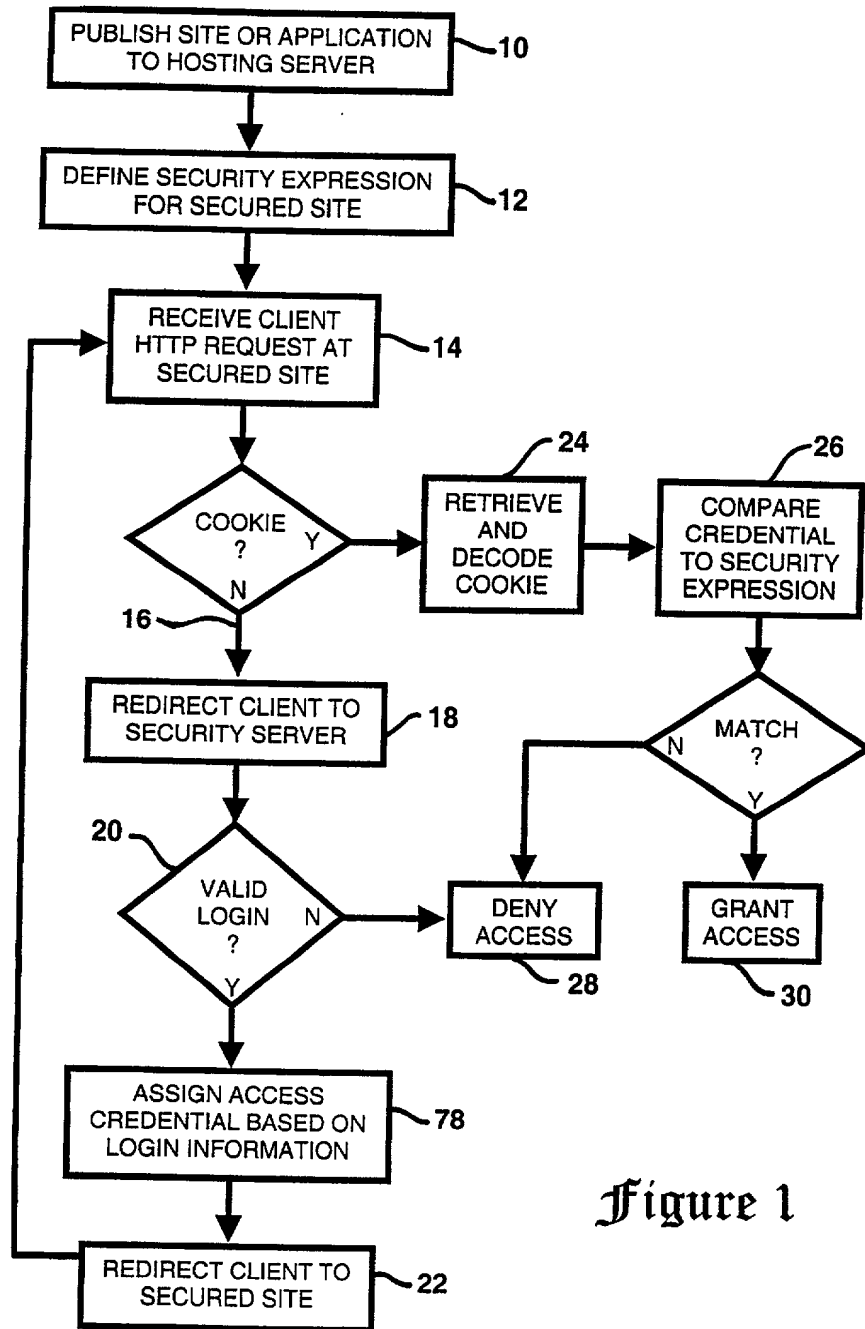 PUBLISH SITE OR APPLICATION
TO HOSTING SERVER
10
DEFINE SECURITY EXPRESSION
FOR SECURED SITE
12
RECEIVE CLIENT
HTTP REQUEST AT
SECURED SITE
14
COOKIE
?
Y
N
16
24
RETRIEVE
AND
DECODE
COOKIE
26
COMPARE
CREDENTIAL
TO SECURITY
EXPRESSION
REDIRECT CLIENT TO
SECURITY SERVER
18
MATCH
?
N
Y
20
VALID
LOGIN
?
N
Y
DENY
ACCESS
28
GRANT
ACCESS
30
ASSIGN ACCESS
CREDENTIAL BASED ON
LOGIN INFORMATION
78
REDIRECT CLIENT TO
SECURED SITE
22
Figure 1